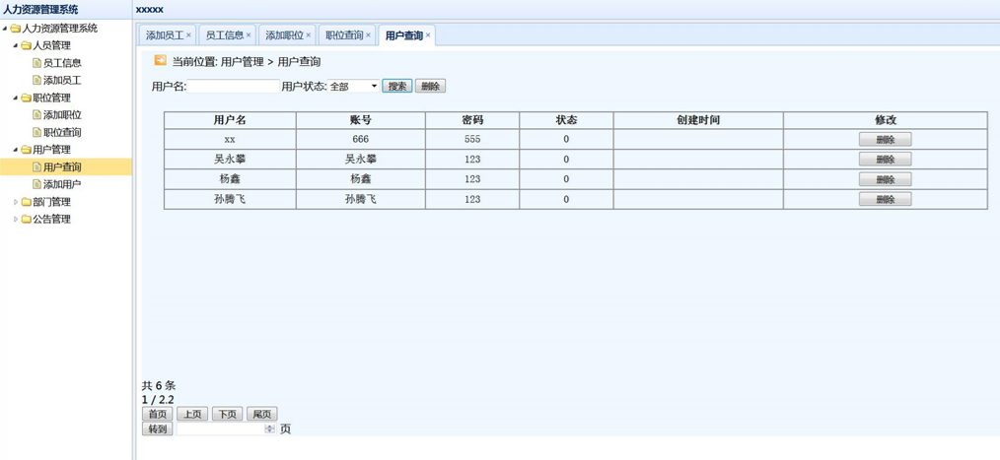 人力资源管理系统
xxxxx
人力资源管理系统
人员管理
员工信息
添加员工
职位管理
添加职位
职位查询
用户管理
用户查询
添加用户
部门管理
公告管理
添加员工 × 员工信息 × 添加职位 × 职位查询 × 用户查询 ×
当前位置: 用户管理 > 用户查询
用户名: 用户状态: 全部 搜索 删除
用户名 账号 密码 状态 创建时间 修改
xx 666 555 0 删除
吴永攀 吴永攀 123 0 删除
杨鑫 杨鑫 123 0 删除
孙腾飞 孙腾飞 123 0 删除
共 6 条
1 / 2.2
首页 上页 下页 尾页
转到 页